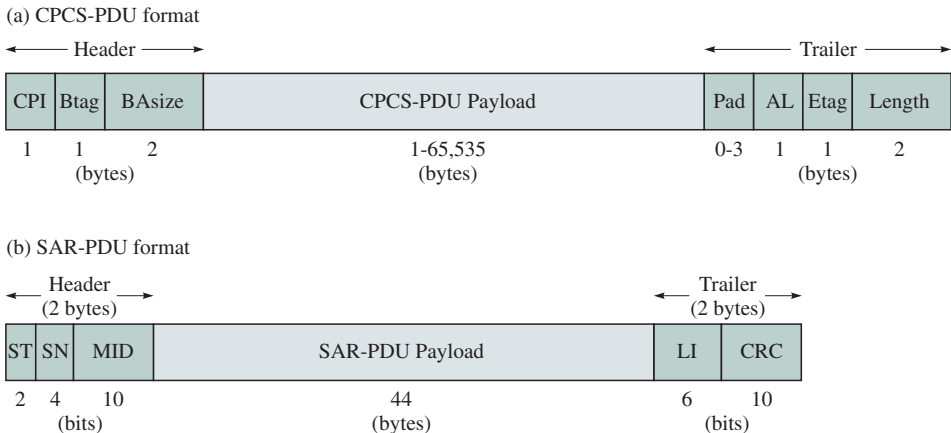 (a) CPCS-PDU format
Header
Trailer
CPI Btag BAsize CPCS-PDU Payload Pad AL Etag Length
1 1 2 1-65,535 0-3 1 1 2
(bytes) (bytes) (bytes)
(b) SAR-PDU format
Header Trailer
(2 bytes) (2 bytes)
ST SN MID SAR-PDU Payload LI CRC
2 4 10 44 6 10
(bits) (bytes) (bits)